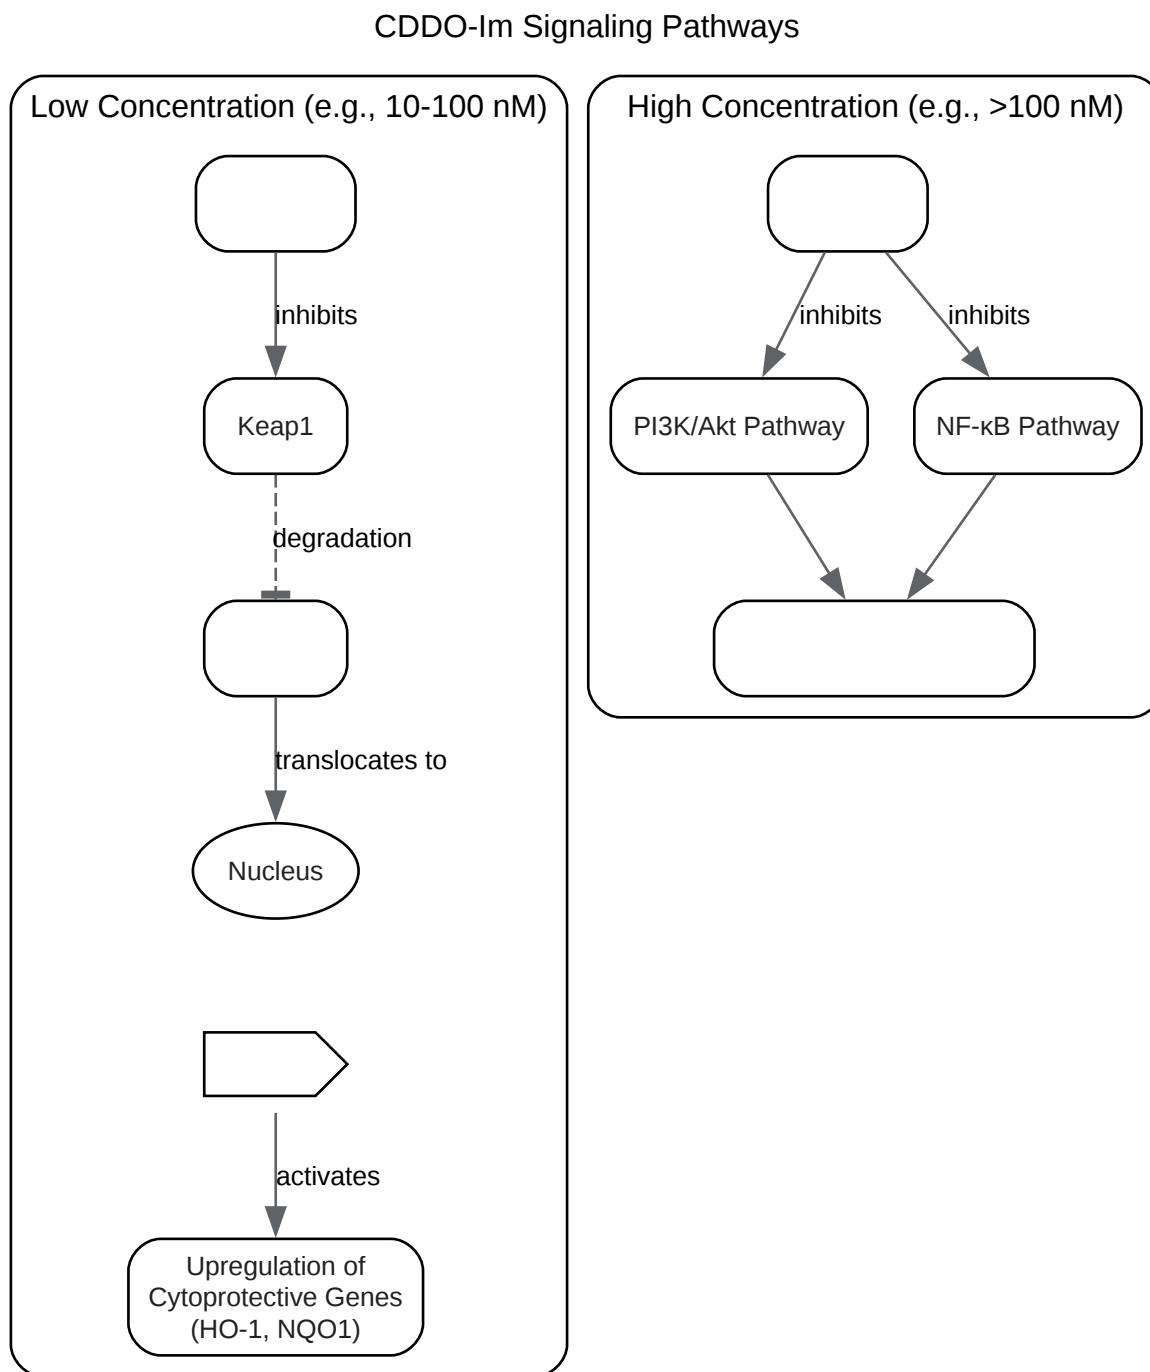 CDDO-Im Signaling Pathways
Low Concentration (e.g., 10-100 nM)
inhibits
Keap1
degradation
translocates to
Nucleus
activates
Upregulation of
Cytoprotective Genes
(HO-1, NQO1)
High Concentration (e.g., >100 nM)
inhibits
inhibits
PI3K/Akt Pathway
NF-κB Pathway